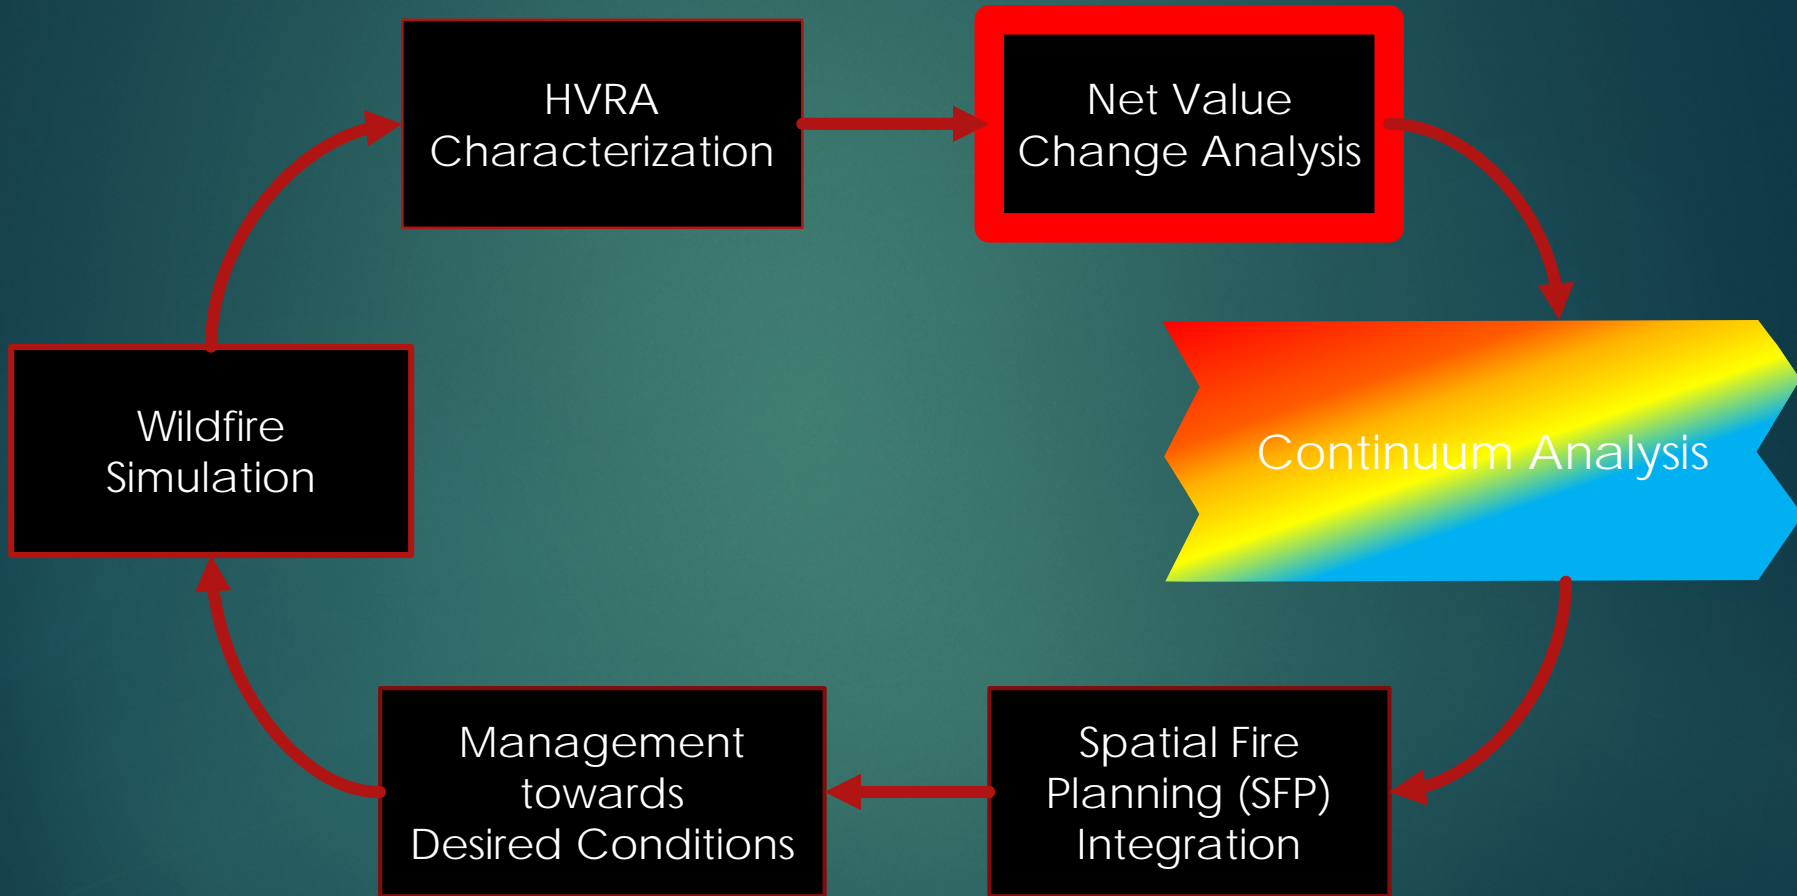 HVRA
Characterization
Net Value
Change Analysis
Continuum Analysis
Spatial Fire
Planning (SFP)
Integration
Management
towards
Desired Conditions
Wildfire
Simulation